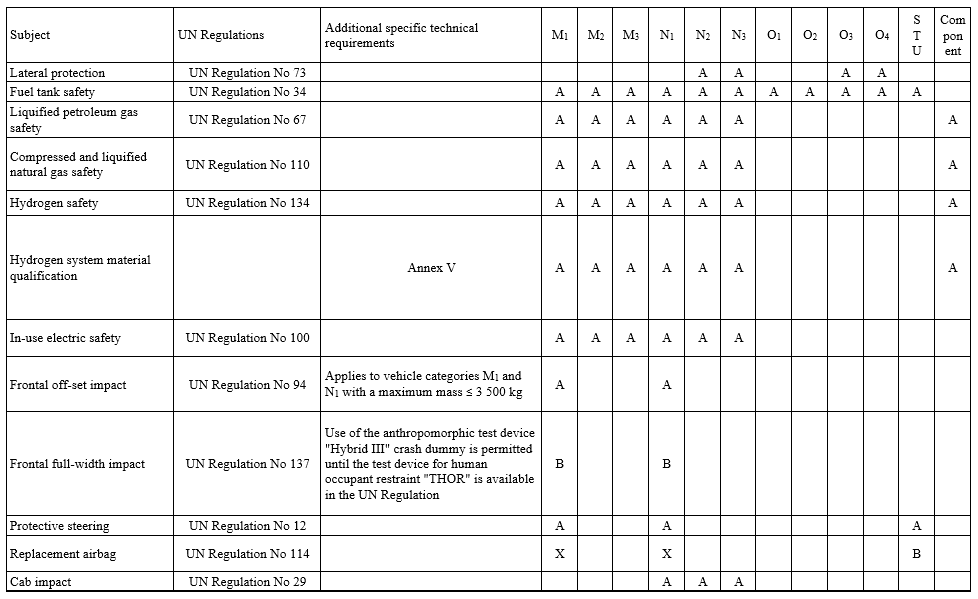 Subject UN Regulations Additional specific technical requirements M1 M2 M3 N1 N2 N3 O1 O2 O3 O4 S T U Com pon ent
Lateral protection UN Regulation No 73 A A A A
Fuel tank safety UN Regulation No 34 A A A A A A A A A A A
Liquified petroleum gas safety UN Regulation No 67 A A A A A A A
Compressed and liquified natural gas safety UN Regulation No 110 A A A A A A A
Hydrogen safety UN Regulation No 134 A A A A A A A
Hydrogen system material qualification Annex V A A A A A A A
In-use electric safety UN Regulation No 100 A A A A A A
Frontal off-set impact UN Regulation No 94 Applies to vehicle categories M1 and N1 with a maximum mass ≤ 3 500 kg A A
Frontal full-width impact UN Regulation No 137 Use of the anthropomorphic test device "Hybrid III" crash dummy is permitted until the test device for human occupant restraint "THOR" is available in the UN Regulation B B
Protective steering UN Regulation No 12 A A A
Replacement airbag UN Regulation No 114 X X B
Cab impact UN Regulation No 29 A A A